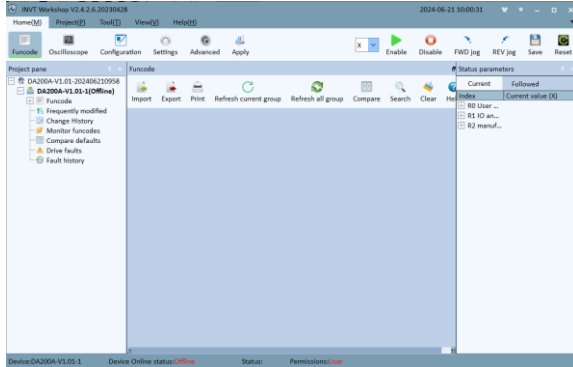 INVT Workshop V2.4.2.6.20230428 2024-06-21 10:00:31
Home(M) Project(P) Tool(T) View(V) Help(H)
Funcode Oscilloscope Configuration Settings Advanced Apply X Enable Disable FWD jog REV jog Save Reset
Project pane Funcode Status parameters
DA200A-V1.01-202406210958
DA200A-V1.01-1(Offline)
Funcode
Frequently modified
Change History
Monitor funcodes
Compare defaults
Drive faults
Fault history
Import Export Print Refresh current group Refresh all group Compare Search Clear Hel
Current Followed
Index Current value (X)
R0 User ...
R1 IO an...
R2 manuf...
Device:DA200A-V1.01-1 Device Online status:Offline Status: Permissions:User